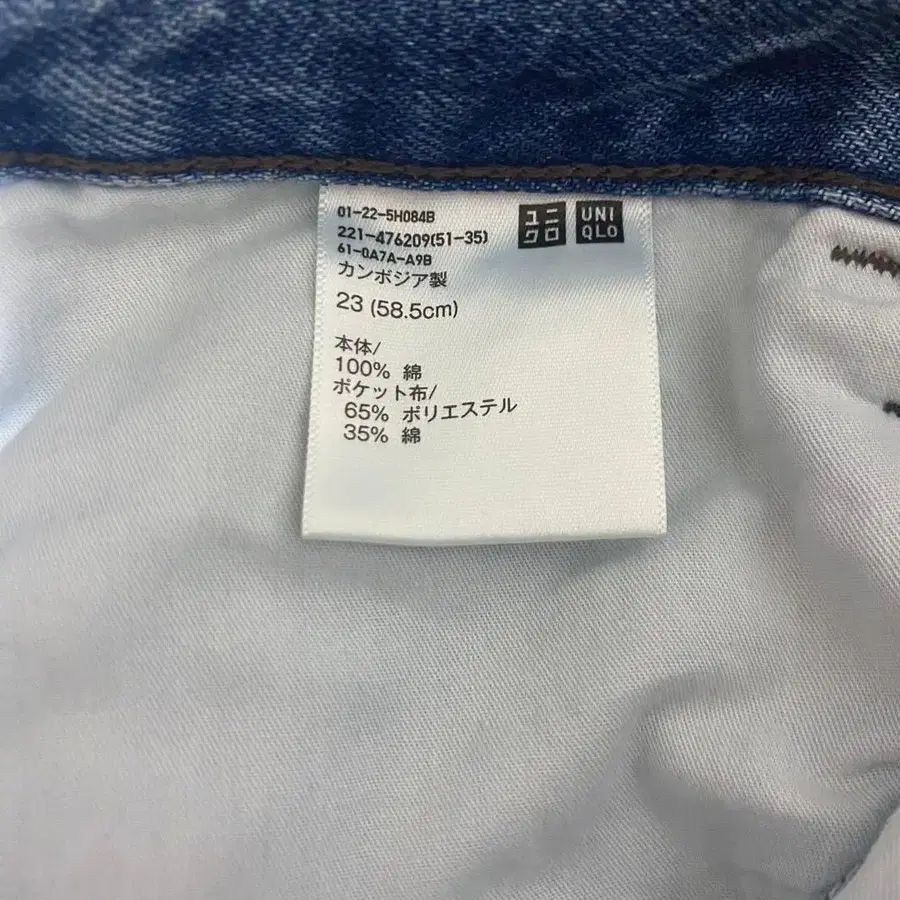 01-22-5H084B
221-476209(51-35)
61-0A7A-A9B
カンボジア製
23 (58.5cm)
本体/
100% 綿
ポケット布/
65% ポリエステル
35% 綿
ユニ
クロ
UNI
QLO